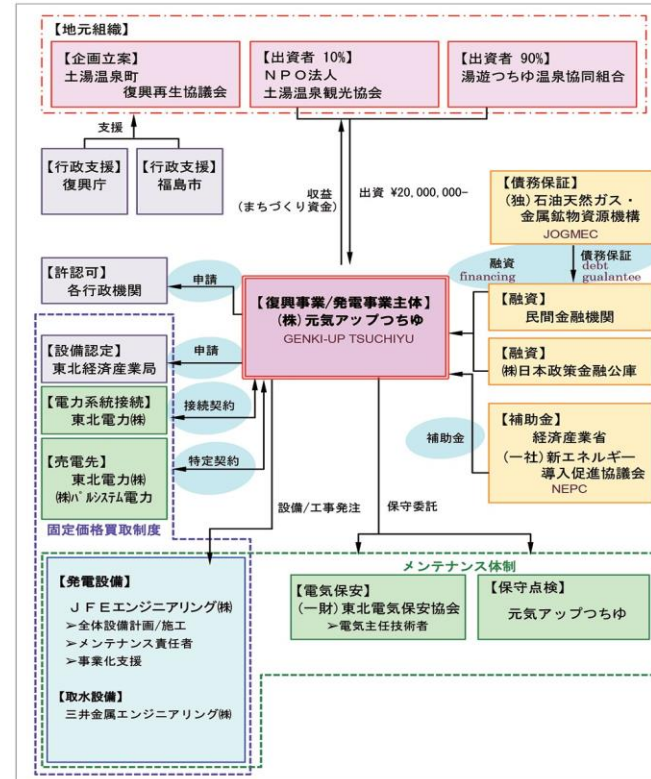 【地元組織】
【企画立案】
土湯温泉町
復興再生協議会
【出資者 10%】
NPO法人
土湯温泉観光協会
【出資者 90%】
湯遊つちゆ温泉協同組合
支援
【行政支援】
復興庁
【行政支援】
福島市
収益
(まちづくり資金)
出資 ¥20,000,000-
【債務保証】
(独)石油天然ガス・
金属鉱物資源機構
JOGMEC
融資
financing
債務保証
debt
gualantee
【許認可】
各行政機関
申請
【復興事業/発電事業主体】
(株)元気アップつちゆ
GENKI-UP TSUCHIYU
【融資】
民間金融機関
【融資】
㈱日本政策金融公庫
【設備認定】
東北経済産業局
申請
【電力系統接続】
東北電力㈱
接続契約
【売電先】
東北電力㈱
㈱パルシステム電力
特定契約
補助金
【補助金】
経済産業省
(一社)新エネルギー
導入促進協議会
NEPC
固定価格買取制度
設備/工事発注
保守委託
メンテナンス体制
【発電設備】
JFEエンジニアリング㈱
➢全体設備計画/施工
➢メンテナンス責任者
➢事業化支援
【取水設備】
三井金属エンジニアリング㈱
【電気保安】
(一財)東北電気保安協会
➢電気主任技術者
【保守点検】
元気アップつちゆ